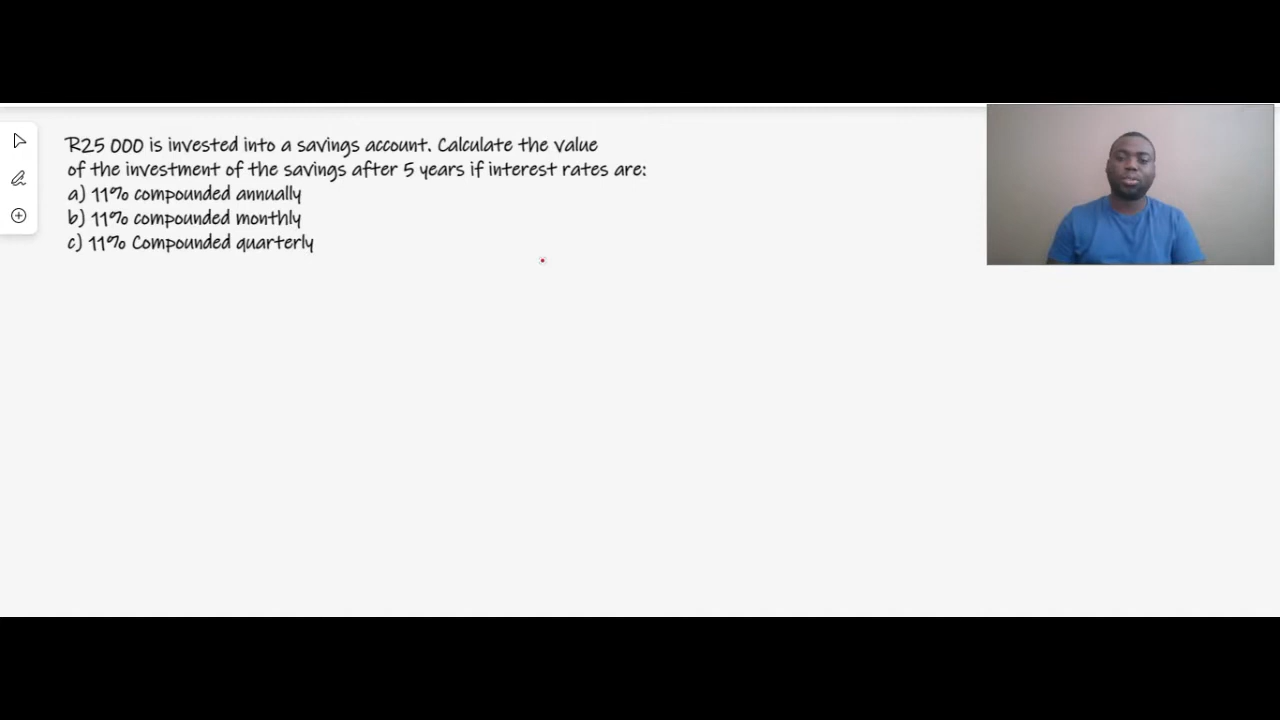 R25 000 is invested into a savings account. Calculate the value
of the investment of the savings after 5 years if interest rates are:
a) 11% compounded annually
b) 11% compounded monthly
c) 11% Compounded quarterly